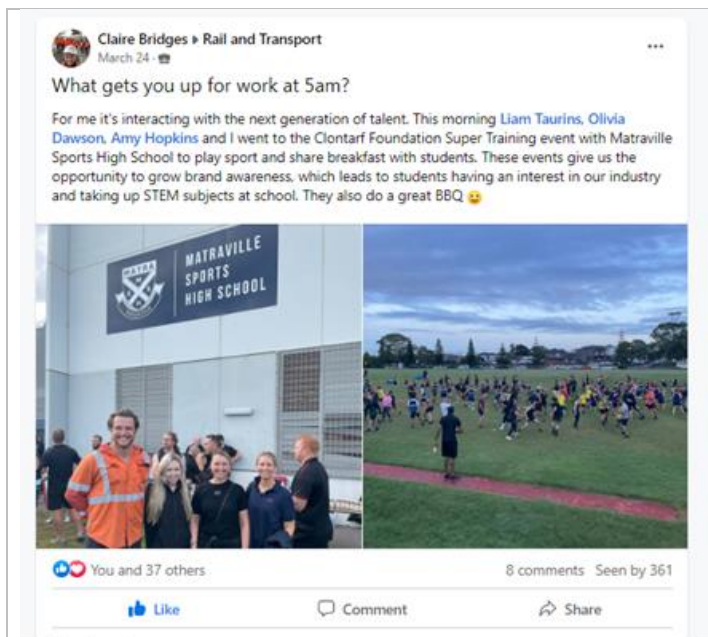 Claire Bridges ▸ Rail and Transport
March 24 ·
What gets you up for work at 5am?
For me it's interacting with the next generation of talent. This morning Liam Taurins, Olivia
Dawson, Amy Hopkins and I went to the Clontarf Foundation Super Training event with Matraville
Sports High School to play sport and share breakfast with students. These events give us the
opportunity to grow brand awareness, which leads to students having an interest in our industry
and taking up STEM subjects at school. They also do a great BBQ 😀
MATRA
MATRAVILLE
SPORTS
HIGH SCHOOL
You and 37 others
8 comments Seen by 361
Like
Comment
Share